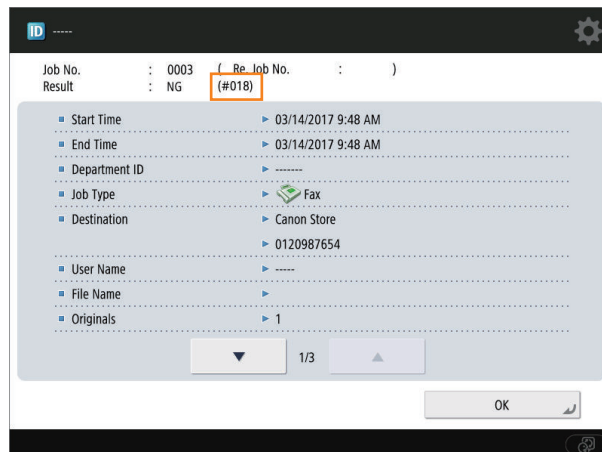 ID -----
Job No. : 0003 ( Re. Job No. : )
Result : NG (#018)
Start Time 03/14/2017 9:48 AM
End Time 03/14/2017 9:48 AM
Department ID -------
Job Type Fax
Destination Canon Store
0120987654
User Name -----
File Name
Originals 1
1/3
OK